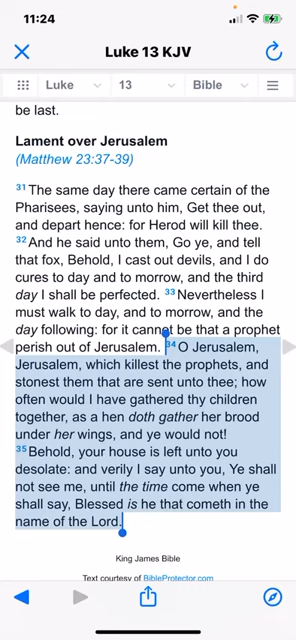 11:24
Luke 13 KJV
Luke
13
Bible
be last.
Lament over Jerusalem
(Matthew 23:37-39)
31 The same day there came certain of the
Pharisees, saying unto him, Get thee out,
and depart hence: for Herod will kill thee.
32 And he said unto them, Go ye, and tell
that fox, Behold, I cast out devils, and I do
cures to day and to morrow, and the third
day I shall be perfected. 33 Nevertheless I
must walk to day, and to morrow, and the
day following: for it cannot be that a prophet
perish out of Jerusalem. 34 O Jerusalem,
Jerusalem, which killest the prophets, and
stonest them that are sent unto thee; how
often would I have gathered thy children
together, as a hen doth gather her brood
under her wings, and ye would not!
35 Behold, your house is left unto you
desolate: and verily I say unto you, Ye shall
not see me, until the time come when ye
shall say, Blessed is he that cometh in the
name of the Lord.
King James Bible
Text courtesy of BibleProtector.com